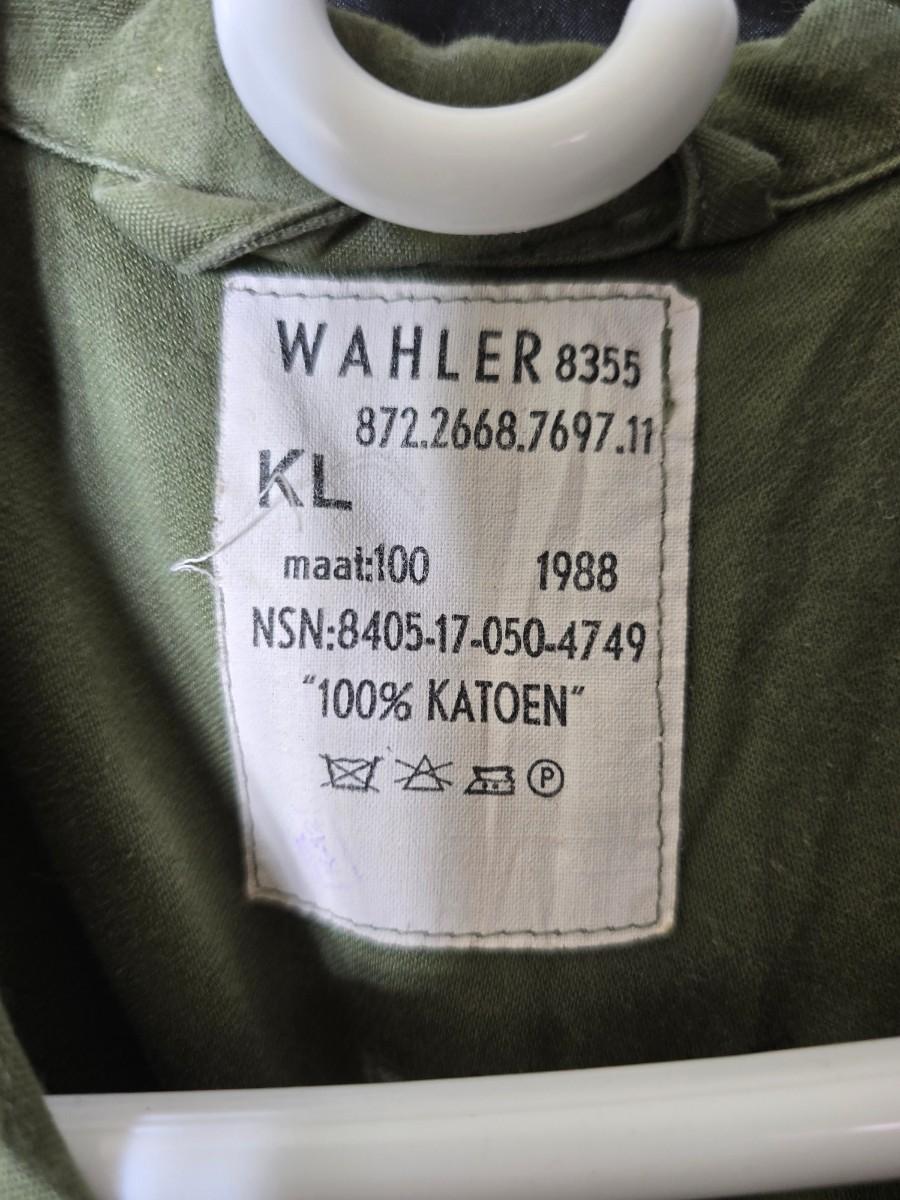 WAHLER 8355
872.2668.7697.11
KL
maat:100 1988
NSN:8405-17-050-4749
"100% KATOEN"
P